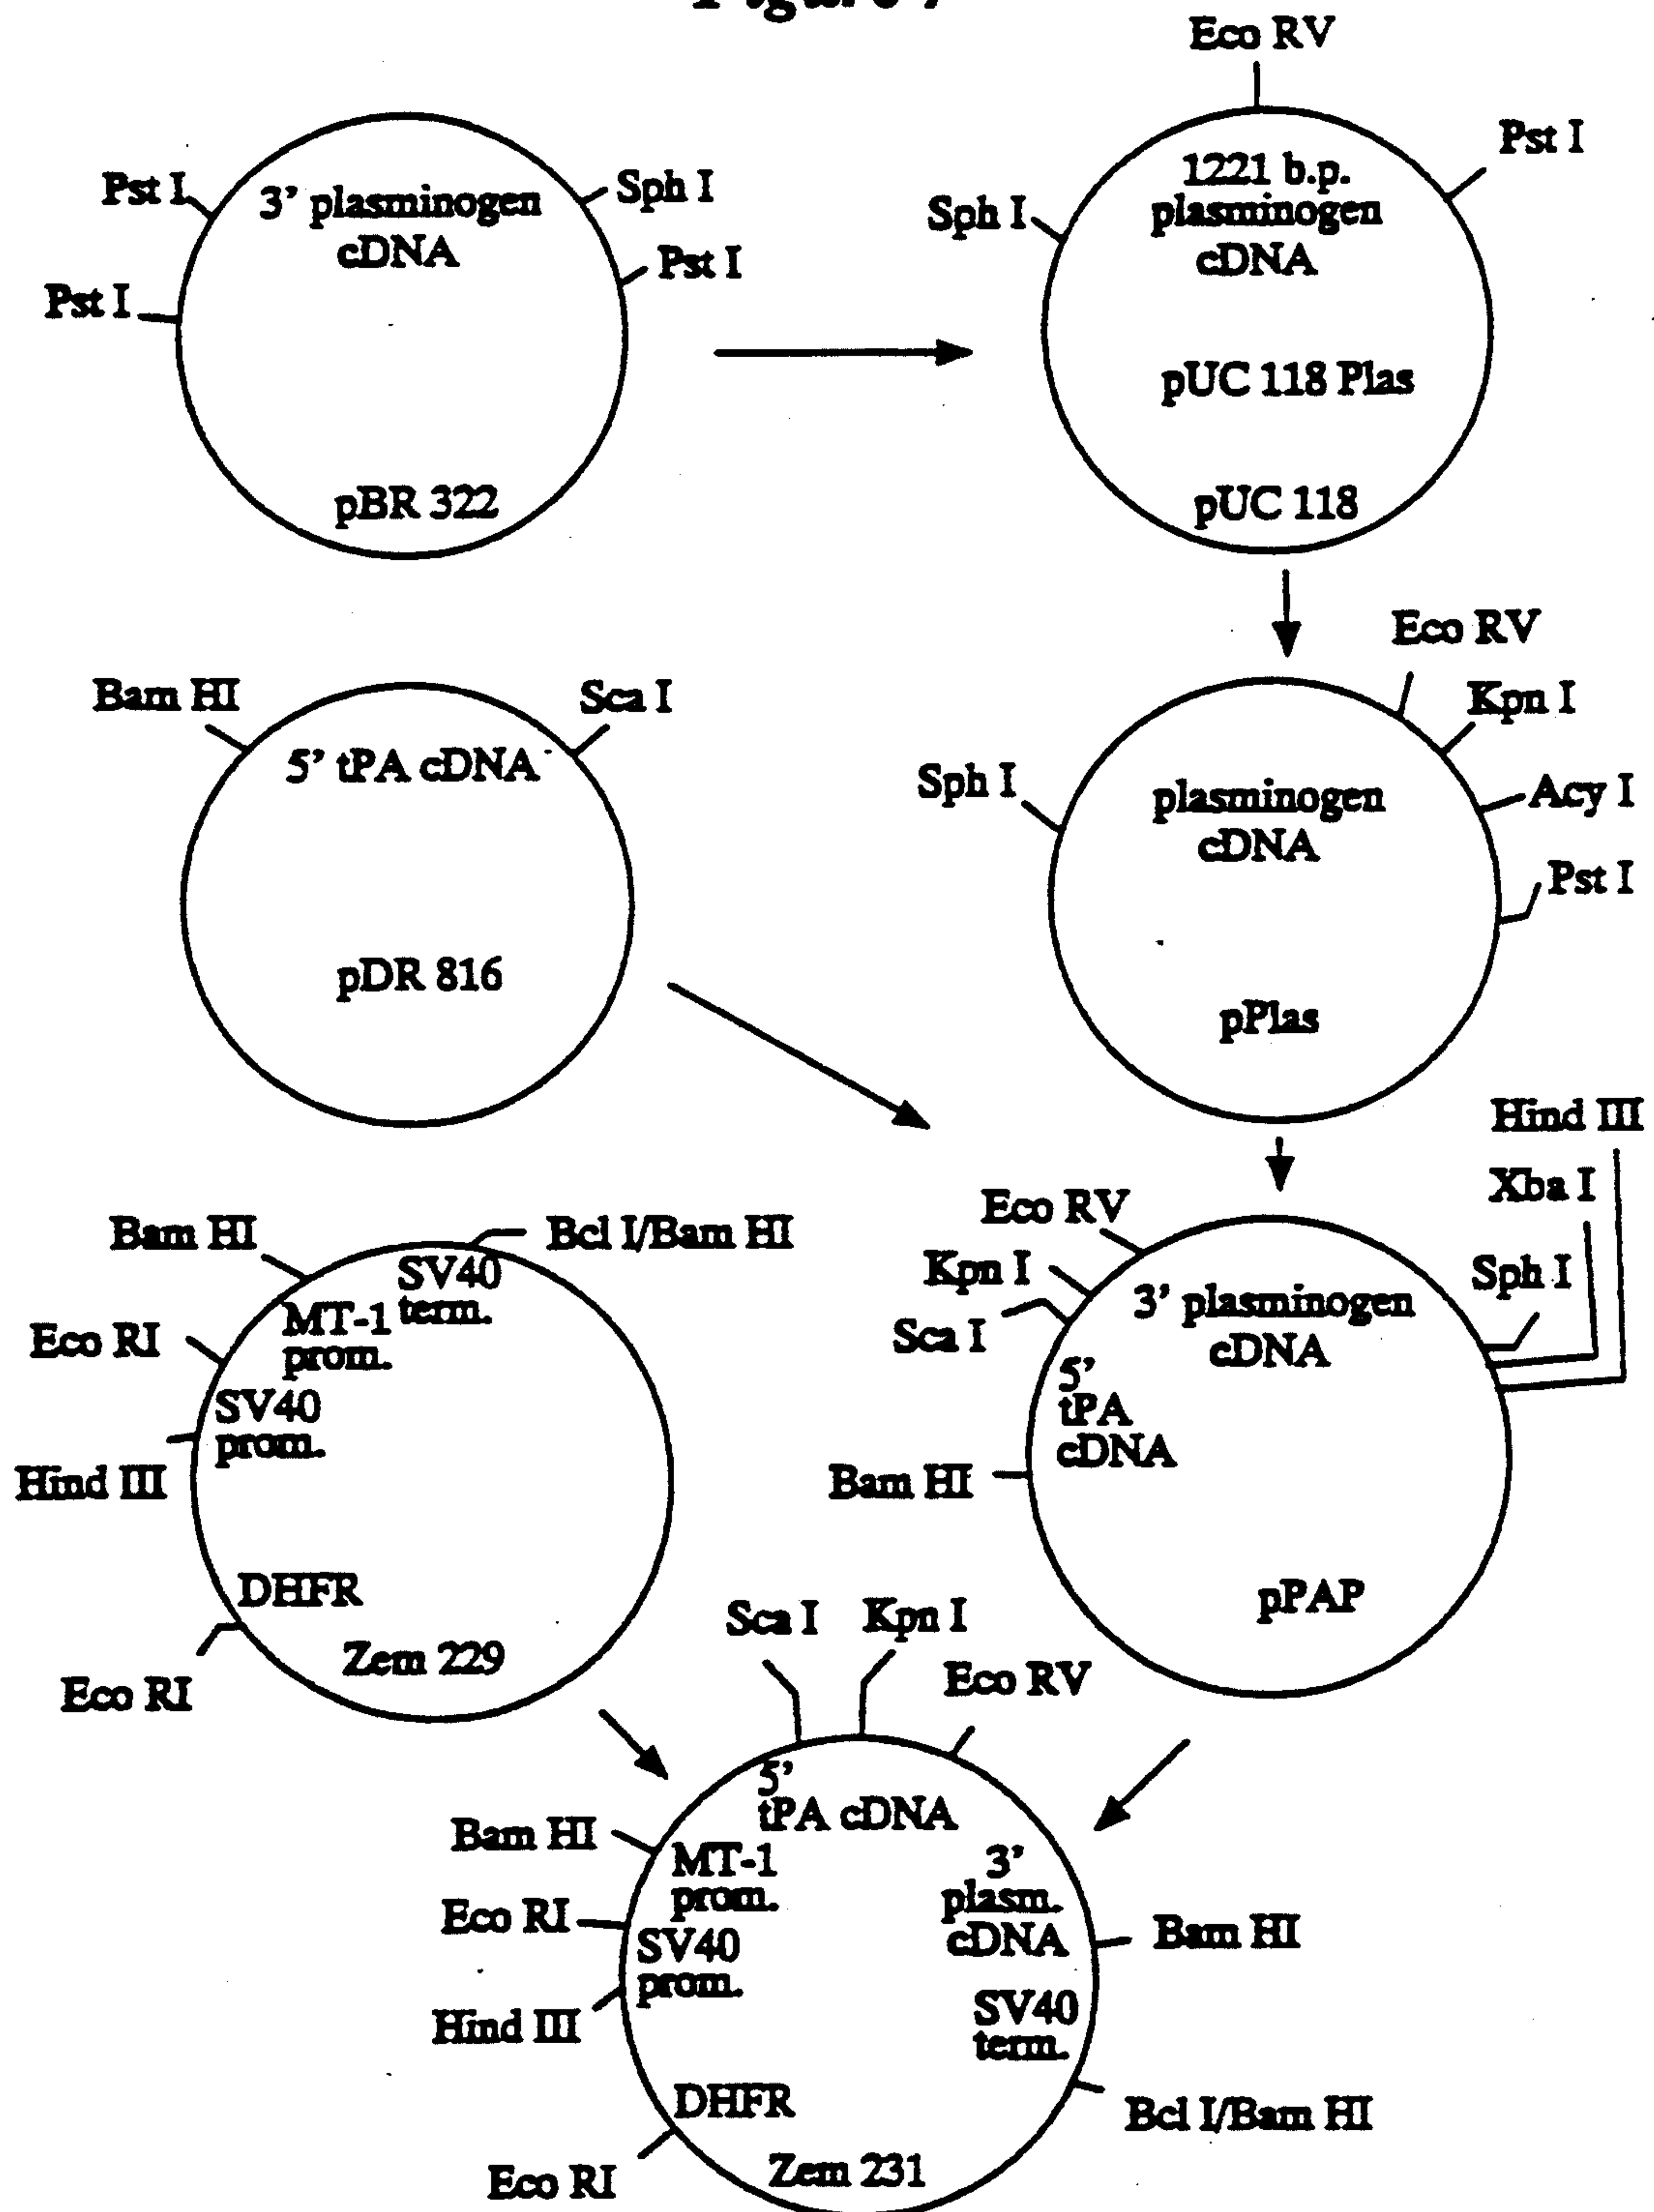 Figure 7
Eco RV
Pst I
3' plasminogen
cDNA
Sph I
Pst I
Pst I
pBR 322
Sph I
1221 b.p.
plasminogen
cDNA
Pst I
pUC 118 Plas
pUC 118
Bam HI
Sca I
5' tPA cDNA
pDR 816
Eco RV
Kpn I
Sph I
plasminogen
cDNA
Acy I
Pst I
pPlas
Hind III
Xba I
Sph I
Eco RV
Kpn I
Sca I
3' plasminogen
cDNA
5'
tPA
cDNA
Bam HI
pPAP
Bam HI
Bcl I/Bam HI
SV40
term.
MT-1
prom.
Eco RI
SV40
prom.
Hind III
DHFR
Zem 229
Eco RI
Sca I
Kpn I
Eco RV
5'
tPA cDNA
Bam HI
MT-1
prom.
3'
plasm.
cDNA
Eco RI
SV40
prom.
Bam HI
Hind III
SV40
term.
DHFR
Bcl I/Bam HI
Eco RI
Zem 231